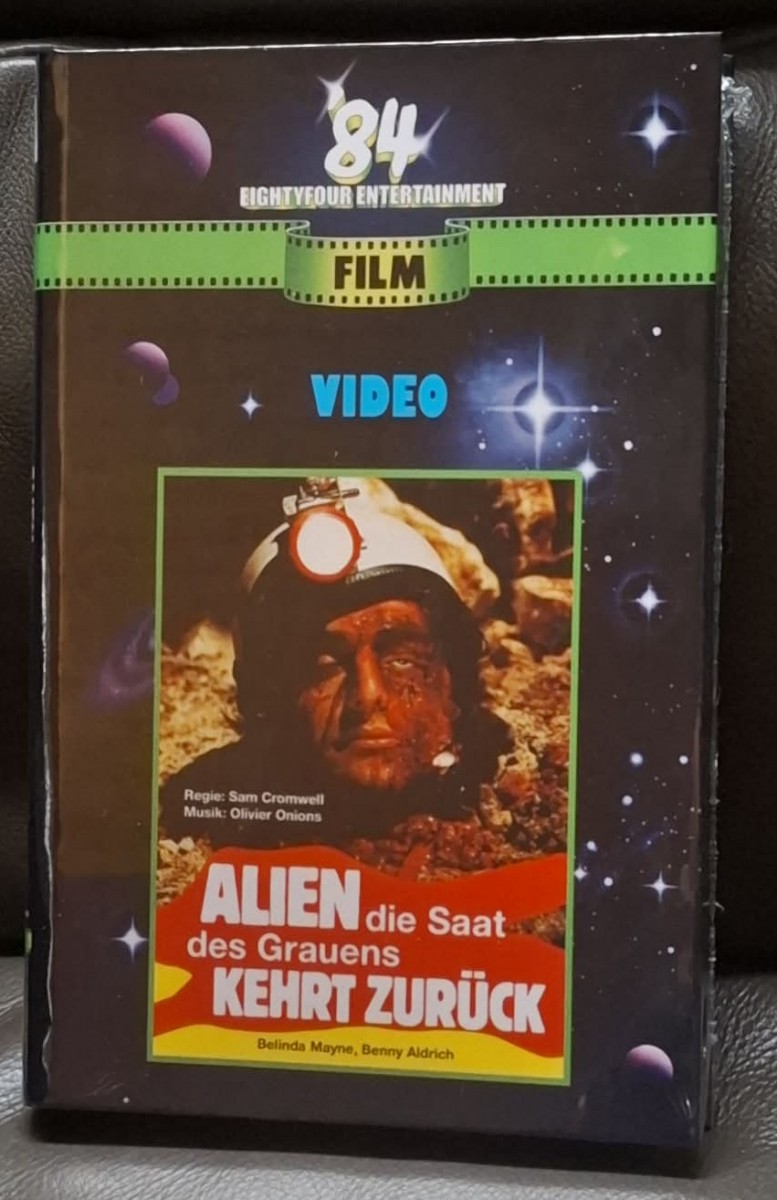 '84
EIGHTYFOUR ENTERTAINMENT
FILM
VIDEO
Regie: Sam Cromwell
Musik: Olivier Onions
ALIEN die Saat
des Grauens
KEHRT ZURÜCK
Belinda Mayne, Benny Aldrich